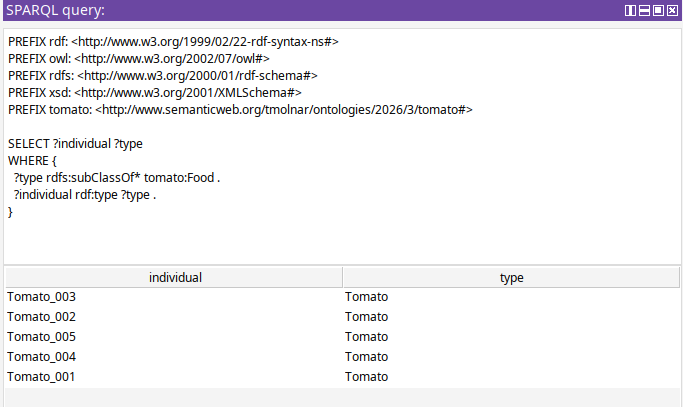 SPARQL query:
PREFIX rdf: <http://www.w3.org/1999/02/22-rdf-syntax-ns#>
PREFIX owl: <http://www.w3.org/2002/07/owl#>
PREFIX rdfs: <http://www.w3.org/2000/01/rdf-schema#>
PREFIX xsd: <http://www.w3.org/2001/XMLSchema#>
PREFIX tomato: <http://www.semanticweb.org/tmolnar/ontologies/2026/3/tomato#>

SELECT ?individual ?type
WHERE {
  ?type rdfs:subClassOf* tomato:Food .
  ?individual rdf:type ?type .
}
individual type
Tomato_003 Tomato
Tomato_002 Tomato
Tomato_005 Tomato
Tomato_004 Tomato
Tomato_001 Tomato